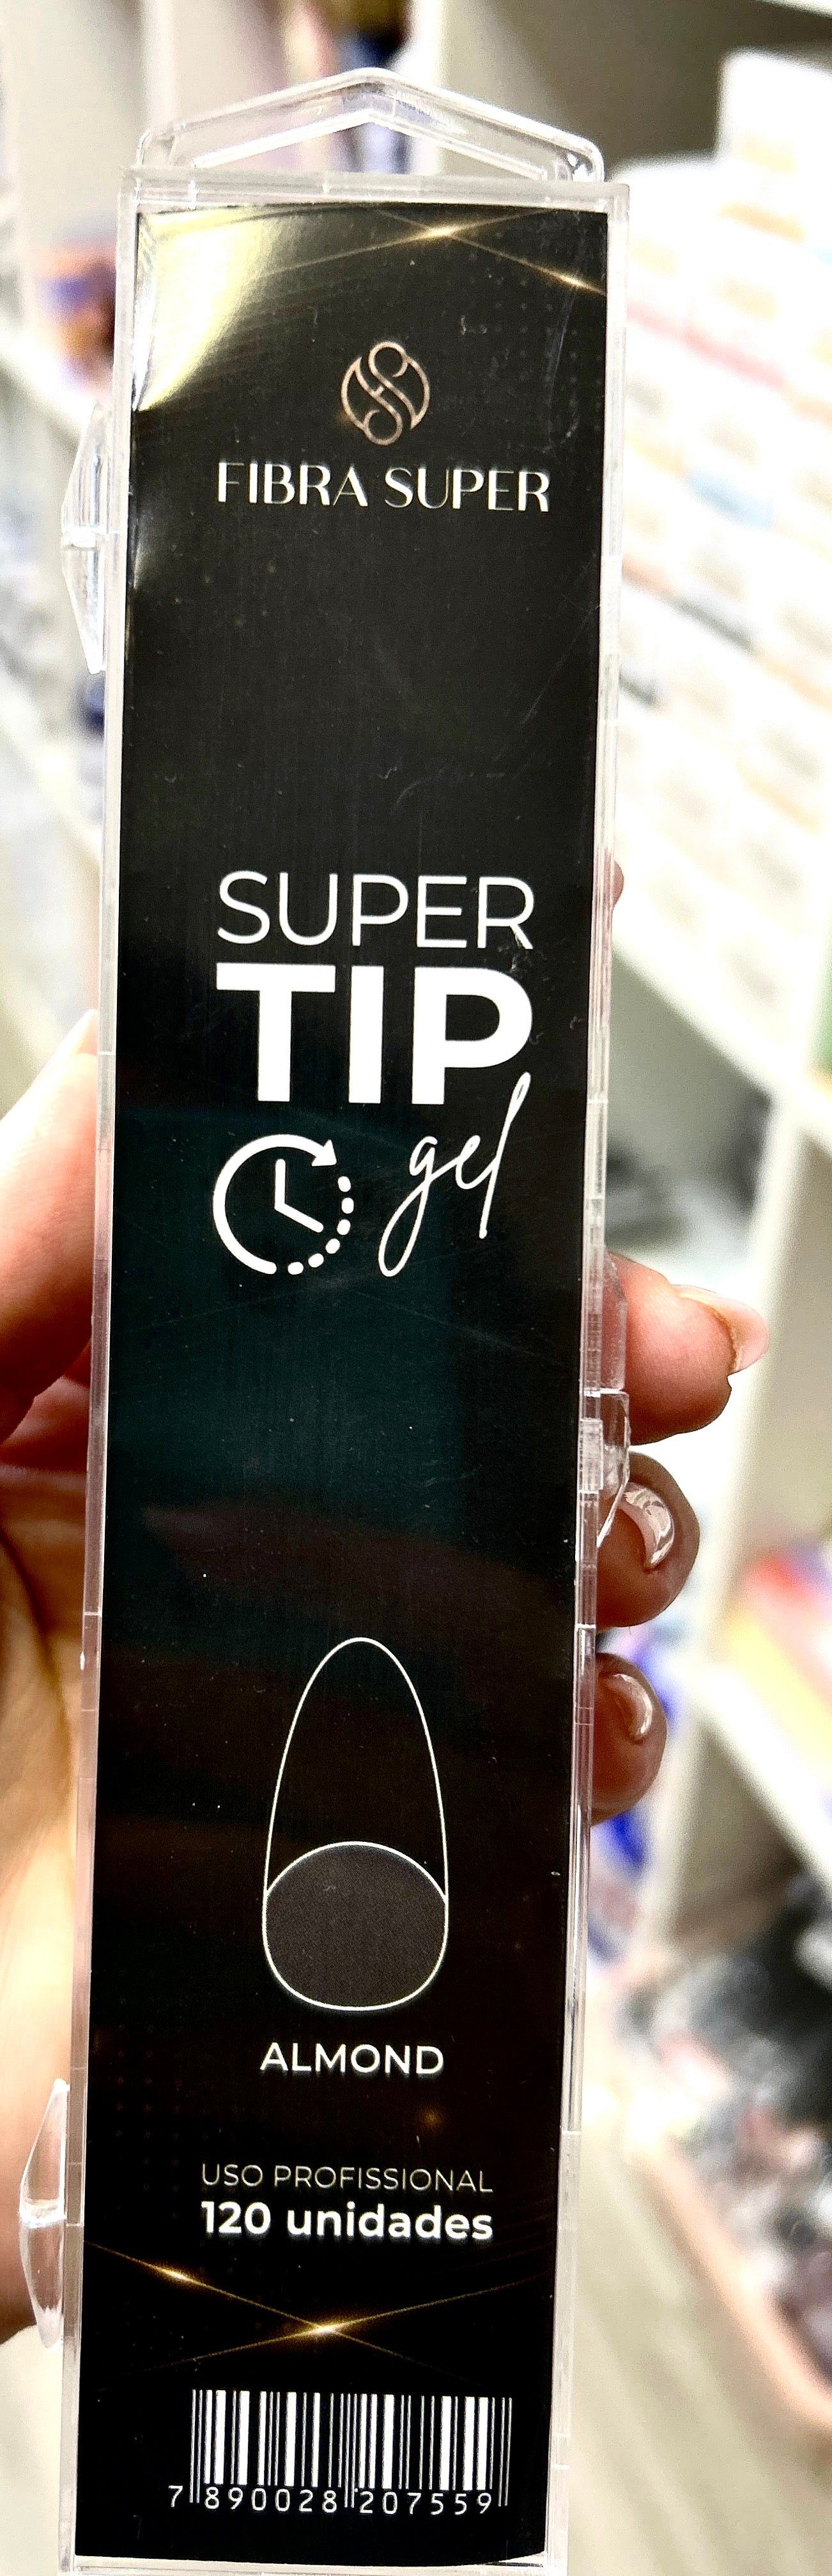 FIBRA SUPER
SUPER
TIP
gel
ALMOND
USO PROFISSIONAL
120 unidades
7 890028 207559